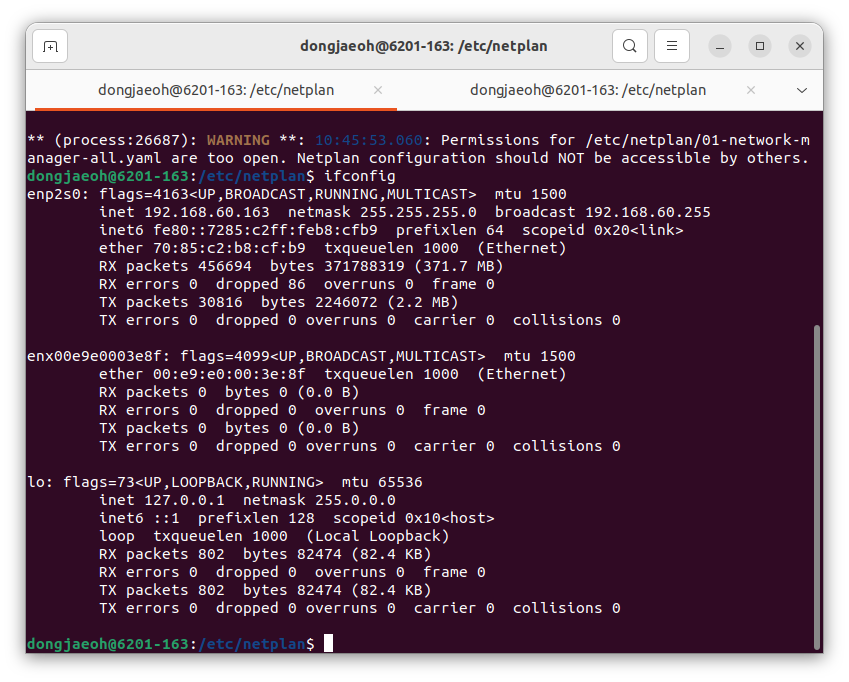 dongjaeoh@6201-163: /etc/netplan
dongjaeoh@6201-163: /etc/netplan
dongjaeoh@6201-163: /etc/netplan
** (process:26687): WARNING **: 10:45:53.060: Permissions for /etc/netplan/01-network-m
anager-all.yaml are too open. Netplan configuration should NOT be accessible by others.
dongjaeoh@6201-163:/etc/netplan$ ifconfig
enp2s0: flags=4163<UP,BROADCAST,RUNNING,MULTICAST>  mtu 1500
        inet 192.168.60.163  netmask 255.255.255.0  broadcast 192.168.60.255
        inet6 fe80::7285:c2ff:feb8:cfb9  prefixlen 64  scopeid 0x20<link>
        ether 70:85:c2:b8:cf:b9  txqueuelen 1000  (Ethernet)
        RX packets 456694  bytes 371788319 (371.7 MB)
        RX errors 0  dropped 86  overruns 0  frame 0
        TX packets 30816  bytes 2246072 (2.2 MB)
        TX errors 0  dropped 0 overruns 0  carrier 0  collisions 0

enx00e9e0003e8f: flags=4099<UP,BROADCAST,MULTICAST>  mtu 1500
        ether 00:e9:e0:00:3e:8f  txqueuelen 1000  (Ethernet)
        RX packets 0  bytes 0 (0.0 B)
        RX errors 0  dropped 0  overruns 0  frame 0
        TX packets 0  bytes 0 (0.0 B)
        TX errors 0  dropped 0 overruns 0  carrier 0  collisions 0

lo: flags=73<UP,LOOPBACK,RUNNING>  mtu 65536
        inet 127.0.0.1  netmask 255.0.0.0
        inet6 ::1  prefixlen 128  scopeid 0x10<host>
        loop  txqueuelen 1000  (Local Loopback)
        RX packets 802  bytes 82474 (82.4 KB)
        RX errors 0  dropped 0  overruns 0  frame 0
        TX packets 802  bytes 82474 (82.4 KB)
        TX errors 0  dropped 0 overruns 0  carrier 0  collisions 0

dongjaeoh@6201-163:/etc/netplan$